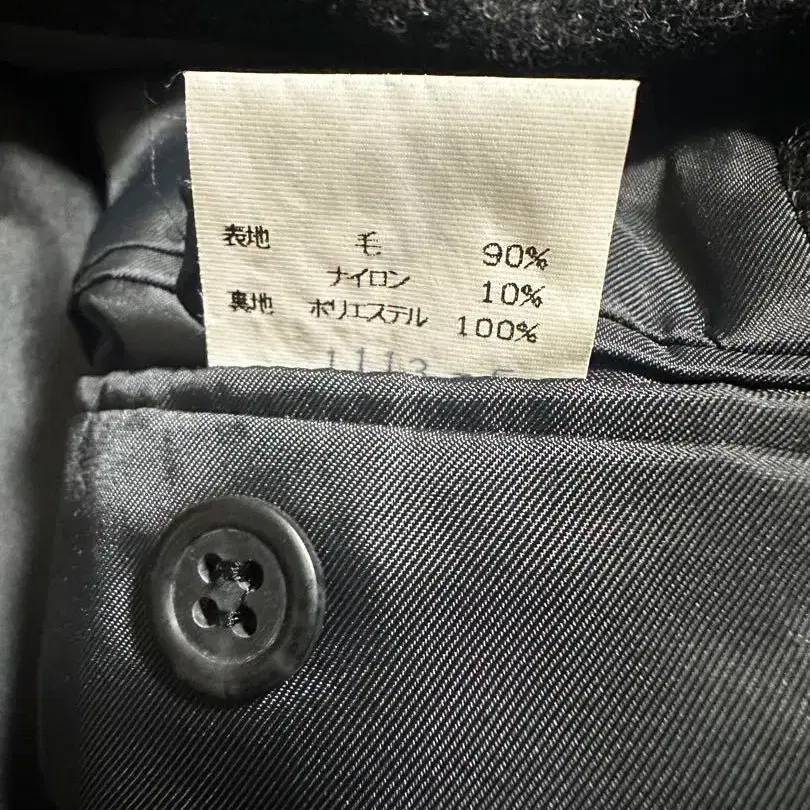 表地 毛 90%
ナイロン 10%
裏地 ポリエステル 100%